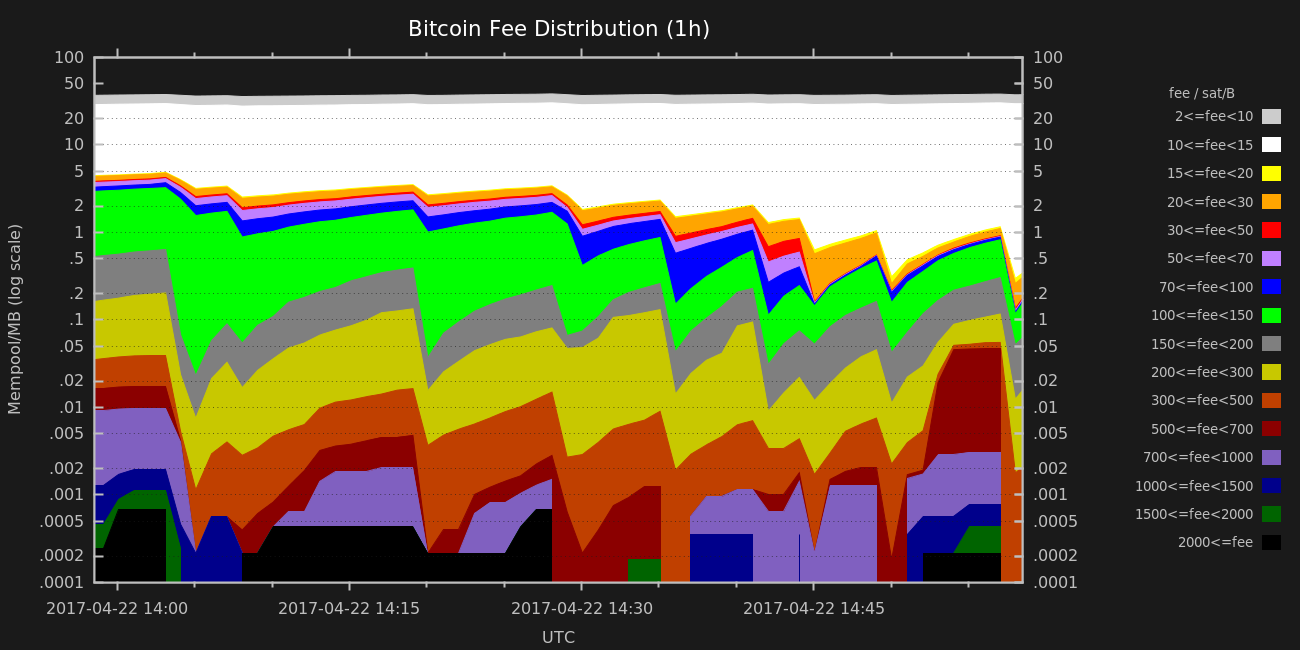 Bitcoin Fee Distribution (1h)
Mempool/MB (log scale)
100
50
20
10
5
2
1
.5
.2
.1
.05
.02
.01
.005
.002
.001
.0005
.0002
.0001
100
50
20
10
5
2
1
.5
.2
.1
.05
.02
.01
.005
.002
.001
.0005
.0002
.0001
2017-04-22 14:00
2017-04-22 14:15
2017-04-22 14:30
2017-04-22 14:45
UTC
fee / sat/B
2<=fee<10
10<=fee<15
15<=fee<20
20<=fee<30
30<=fee<50
50<=fee<70
70<=fee<100
100<=fee<150
150<=fee<200
200<=fee<300
300<=fee<500
500<=fee<700
700<=fee<1000
1000<=fee<1500
1500<=fee<2000
2000<=fee